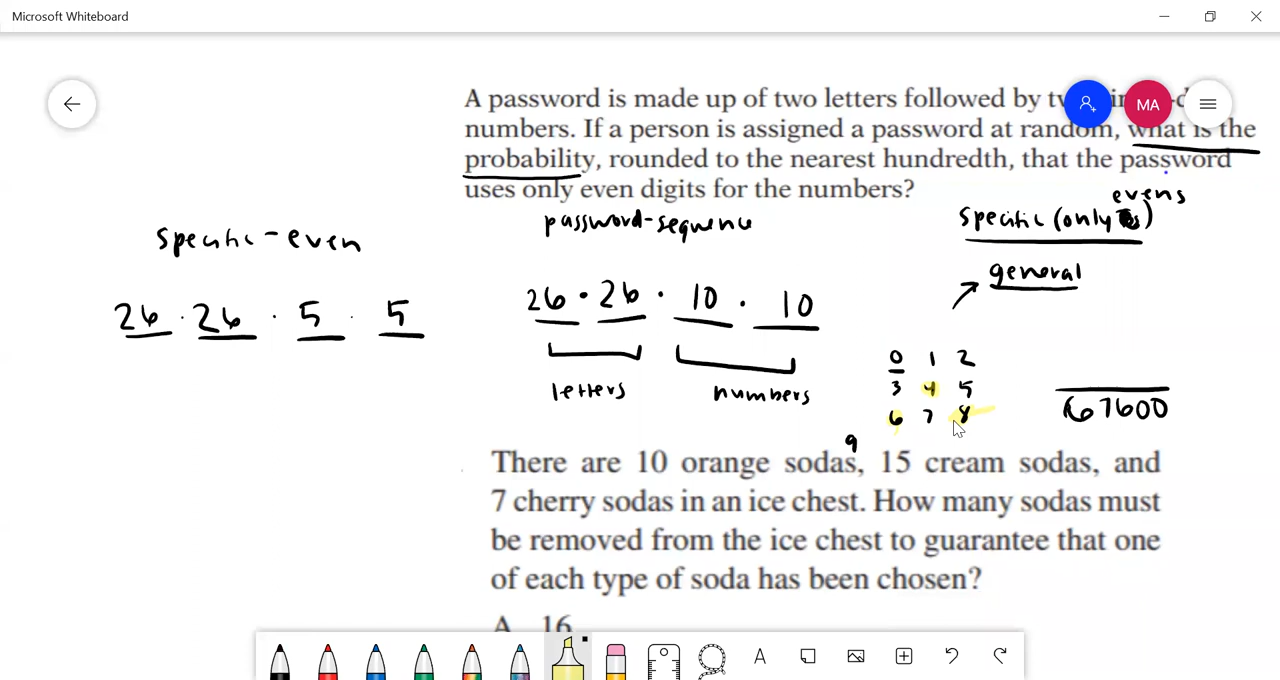 Microsoft Whiteboard
A password is made up of two letters followed by
numbers. If a person is assigned a password at random, what is the
probability, rounded to the nearest hundredth, that the password
uses only even digits for the numbers?
MA
evens
specific (only)
general
password-sequence
specific - even
26 · 26 · 5 · 5
26 · 26 · 10 · 10
letters
numbers
0 1 2
3 4 5
6 7 8
9
67600
There are 10 orange sodas, 15 cream sodas, and
7 cherry sodas in an ice chest. How many sodas must
be removed from the ice chest to guarantee that one
of each type of soda has been chosen?
A 16
A